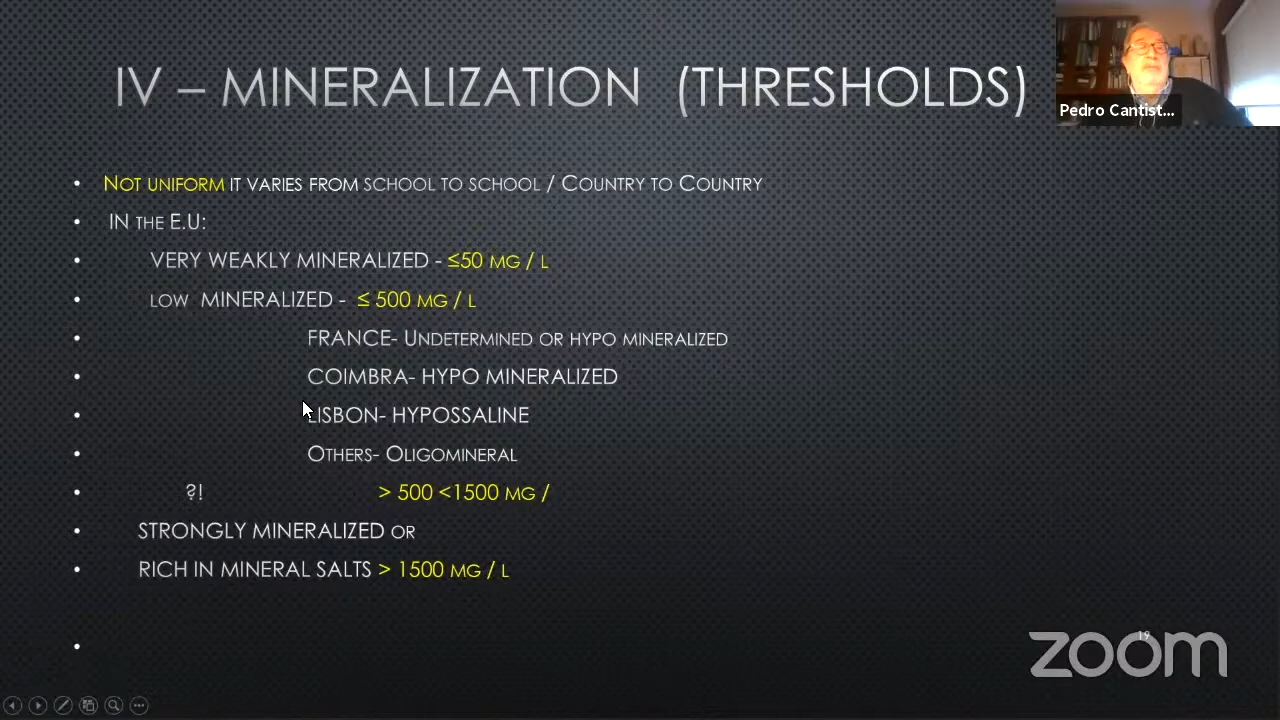 IV – MINERALIZATION (THRESHOLDS)
Pedro Cantist...
• NOT UNIFORM IT VARIES FROM SCHOOL TO SCHOOL / COUNTRY TO COUNTRY
• IN THE E.U:
• VERY WEAKLY MINERALIZED - ≤50 MG / L
• LOW MINERALIZED - ≤ 500 MG / L
• FRANCE- UNDETERMINED OR HYPO MINERALIZED
• COIMBRA- HYPO MINERALIZED
• LISBON- HYPOSSALINE
• OTHERS- OLIGOMINERAL
• ?! > 500 <1500 MG /
• STRONGLY MINERALIZED OR
• RICH IN MINERAL SALTS > 1500 MG / L
•
19
zoom